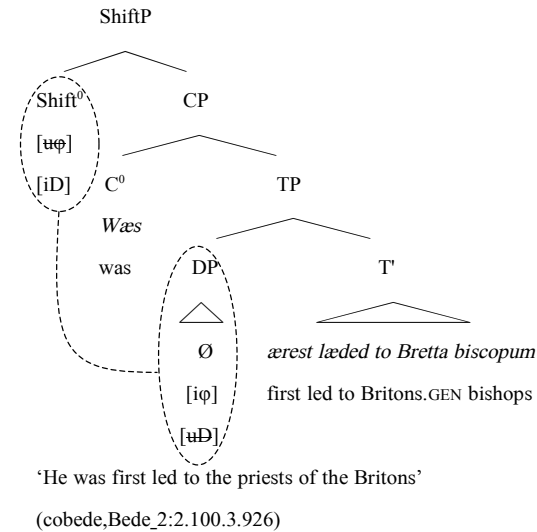 ShiftP
Shift⁰ CP
[uφ]
[iD] C⁰ TP
Wæs
was DP T'
Ø ærest læded to Bretta biscopum
[iφ] first led to Britons.GEN bishops
[uD]
‘He was first led to the priests of the Britons’
(cobede,Bede_2:2.100.3.926)